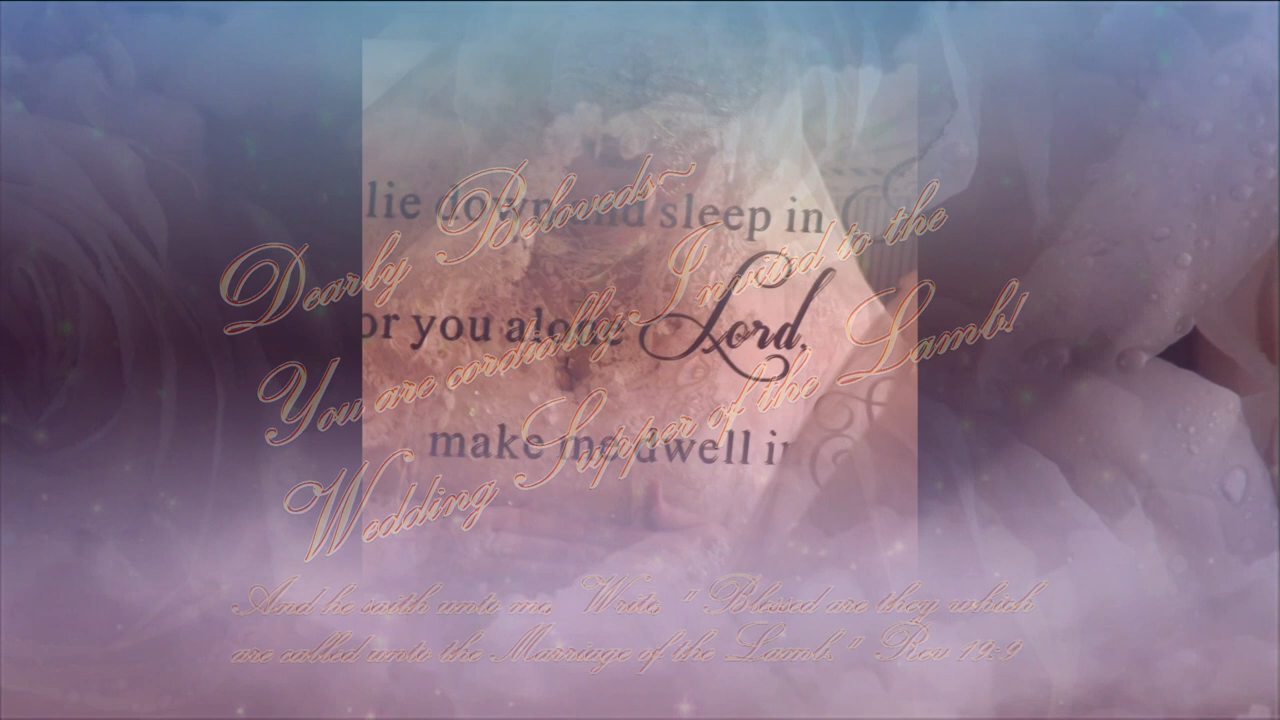 Dearly Beloveds~
You are cordially Invited to the
Wedding Supper of the Lamb!
lie down and sleep in
or you alone Lord,
make me dwell in
And he saith unto me, Write, " Blessed are they which
are called unto the Marriage of the Lamb." Rev 19:9